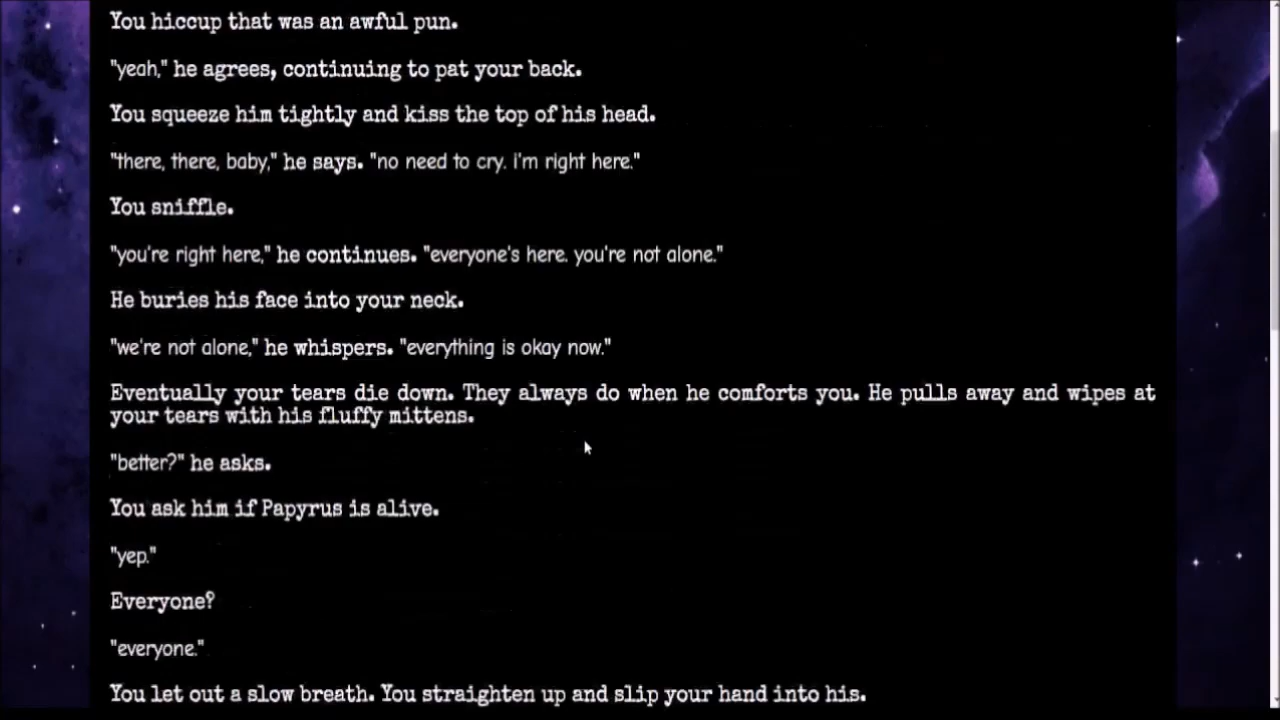 You hiccup that was an awful pun.
"yeah," he agrees, continuing to pat your back.
You squeeze him tightly and kiss the top of his head.
"there, there, baby," he says. "no need to cry. i'm right here."
You sniffle.
"you're right here," he continues. "everyone's here. you're not alone."
He buries his face into your neck.
"we're not alone," he whispers. "everything is okay now."
Eventually your tears die down. They always do when he comforts you. He pulls away and wipes at
your tears with his fluffy mittens.
"better?" he asks.
You ask him if Papyrus is alive.
"yep."
Everyone?
"everyone."
You let out a slow breath. You straighten up and slip your hand into his.